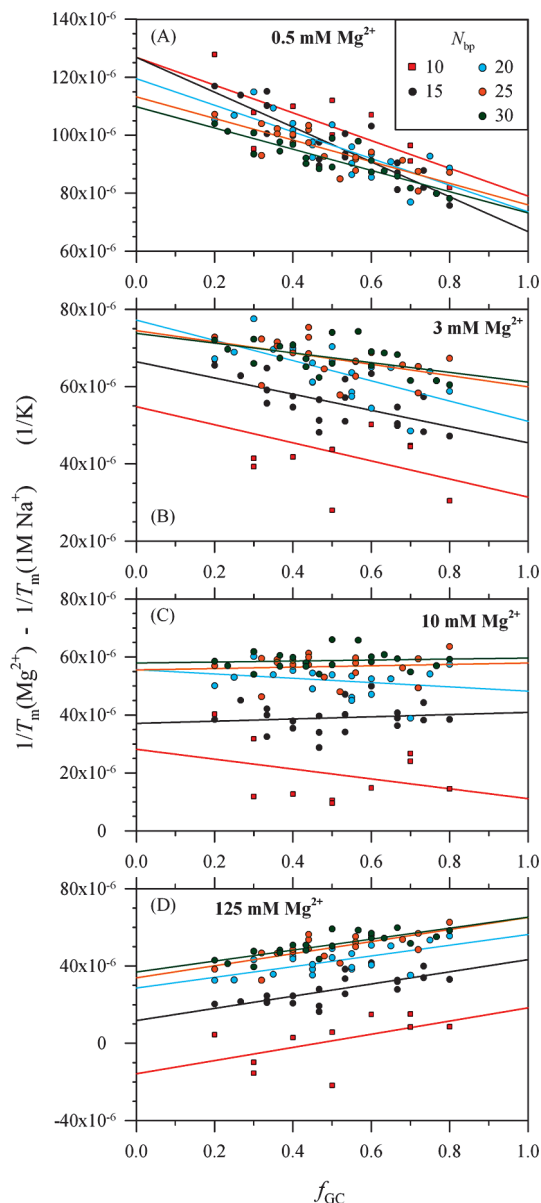 140x10⁻⁶
(A)
0.5 mM Mg²⁺
N_bp
10
20
15
25
30
120x10⁻⁶
100x10⁻⁶
80x10⁻⁶
60x10⁻⁶
0.0 0.2 0.4 0.6 0.8 1.0
80x10⁻⁶
3 mM Mg²⁺
60x10⁻⁶
40x10⁻⁶
(B)
20x10⁻⁶
0.0 0.2 0.4 0.6 0.8 1.0
80x10⁻⁶
(C)
10 mM Mg²⁺
60x10⁻⁶
40x10⁻⁶
20x10⁻⁶
0
0.0 0.2 0.4 0.6 0.8 1.0
80x10⁻⁶
(D)
125 mM Mg²⁺
40x10⁻⁶
0
-40x10⁻⁶
0.0 0.2 0.4 0.6 0.8 1.0
f_GC
1/T_m(Mg²⁺) - 1/T_m(1M Na⁺) (1/K)